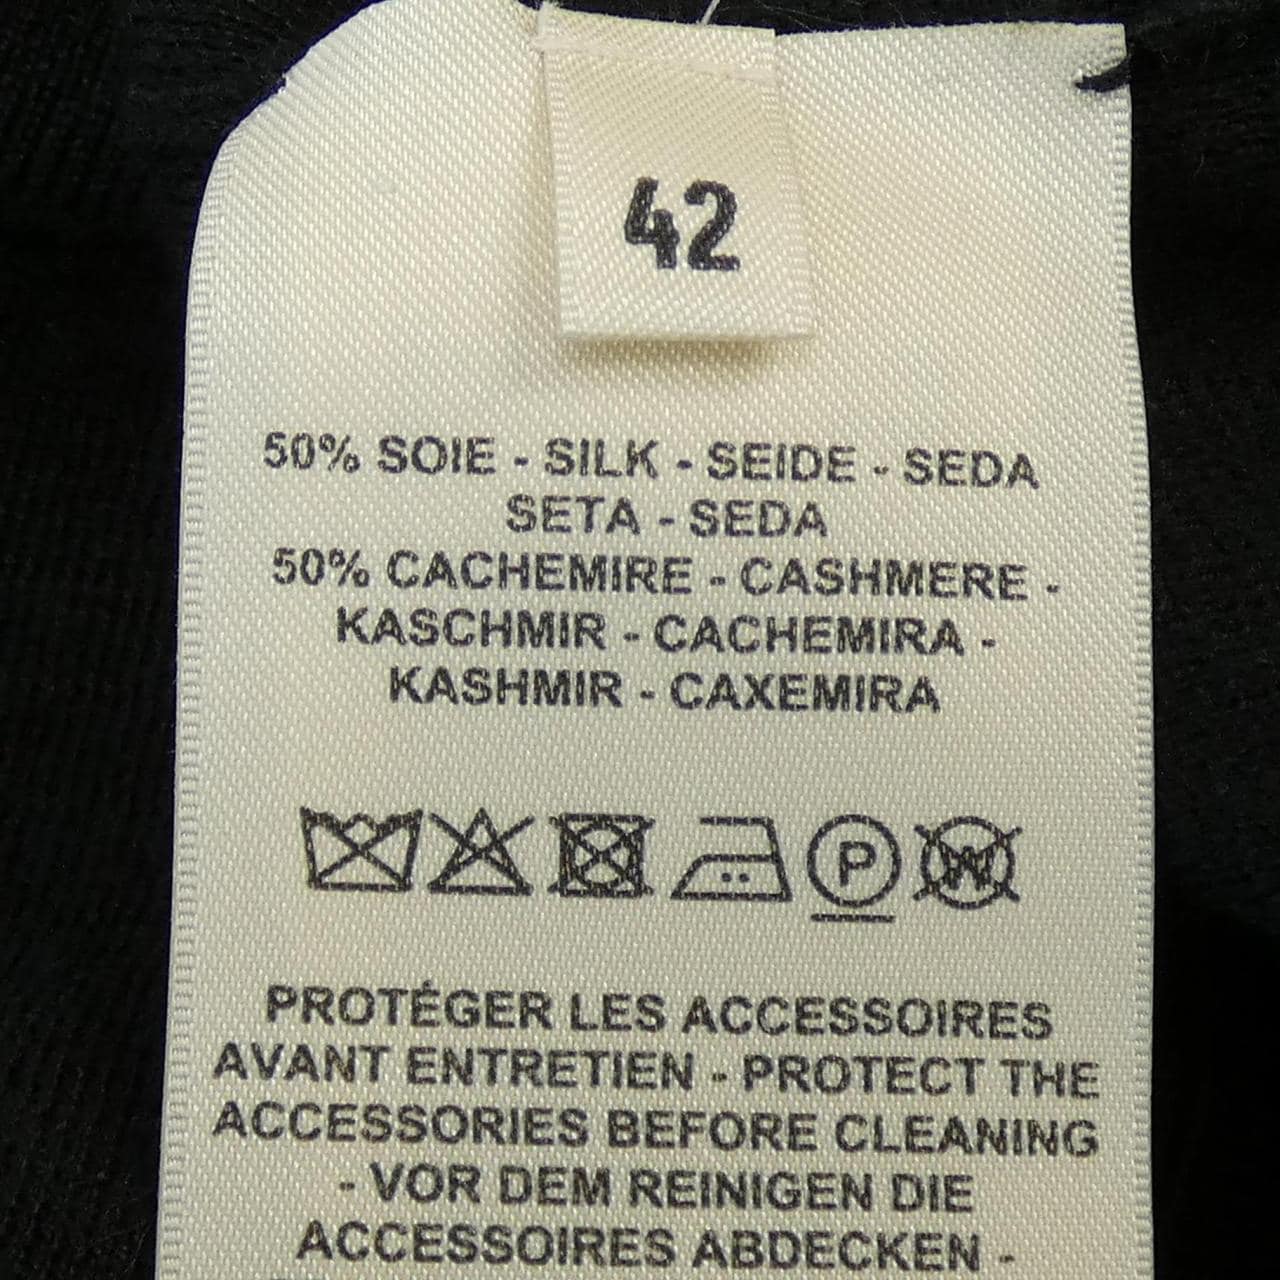 42
50% SOIE - SILK - SEIDE - SEDA
SETA - SEDA
50% CACHEMIRE - CASHMERE -
KASCHMIR - CACHEMIRA -
KASHMIR - CAXEMIRA
P W
PROTÉGER LES ACCESSOIRES
AVANT ENTRETIEN - PROTECT THE
ACCESSORIES BEFORE CLEANING
- VOR DEM REINIGEN DIE
ACCESSOIRES ABDECKEN -